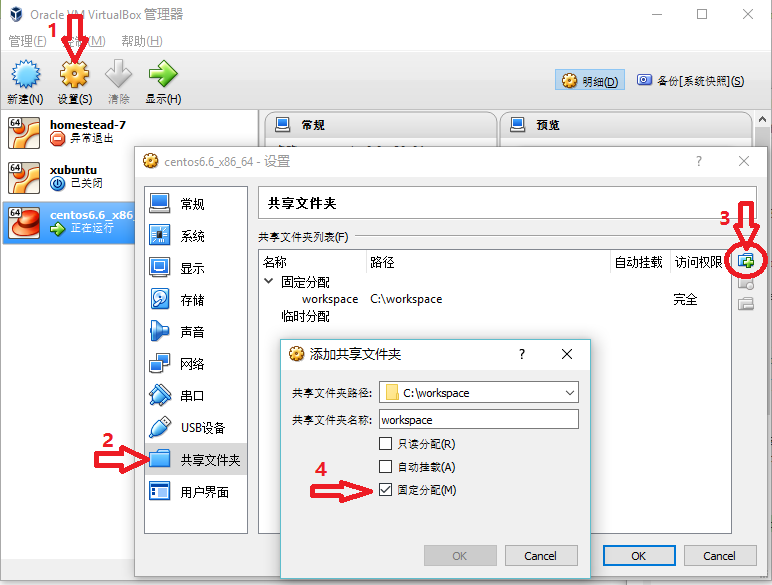 Oracle VM VirtualBox 管理器
1
管理(F) 控制(M) 帮助(H)
新建(N) 设置(S) 清除 显示(H)
明细(D) 备份[系统快照](S)
64 homestead-7
异常退出
64 xubuntu
已关闭
64 centos6.6_x86_
正在运行
常规 预览
centos6.6_x86_64 - 设置 ?
常规
系统
显示
存储
声音
网络
串口
USB设备
2
共享文件夹
用户界面
共享文件夹
共享文件夹列表(F)
3
名称 路径 自动挂载 访问权限
固定分配
workspace C:\workspace 完全
临时分配
添加共享文件夹 ?
共享文件夹路径: C:\workspace
共享文件夹名称: workspace
只读分配(R)
自动挂载(A)
4
固定分配(M)
OK Cancel
OK Cancel